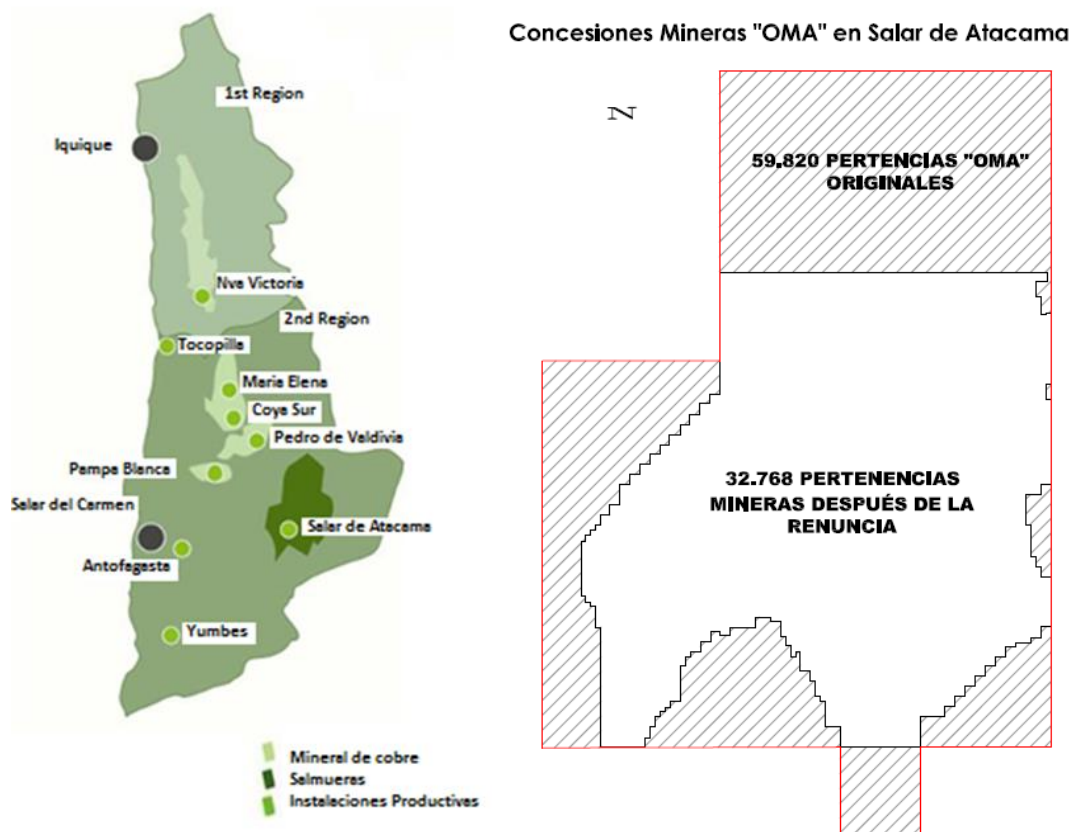 1st Region
Iquique
Nva Victoria
2nd Region
Tocopilla
Maria Elena
Coya Sur
Pedro de Valdivia
Pampa Blanca
Salar del Carmen
Salar de Atacama
Antofagasta
Yumbes
Mineral de cobre
Salmueras
Instalaciones Productivas
Concesiones Mineras "OMA" en Salar de Atacama
N
59.820 PERTENCIAS "OMA"
ORIGINALES
32.768 PERTENENCIAS
MINERAS DESPUÉS DE LA
RENUNCIA